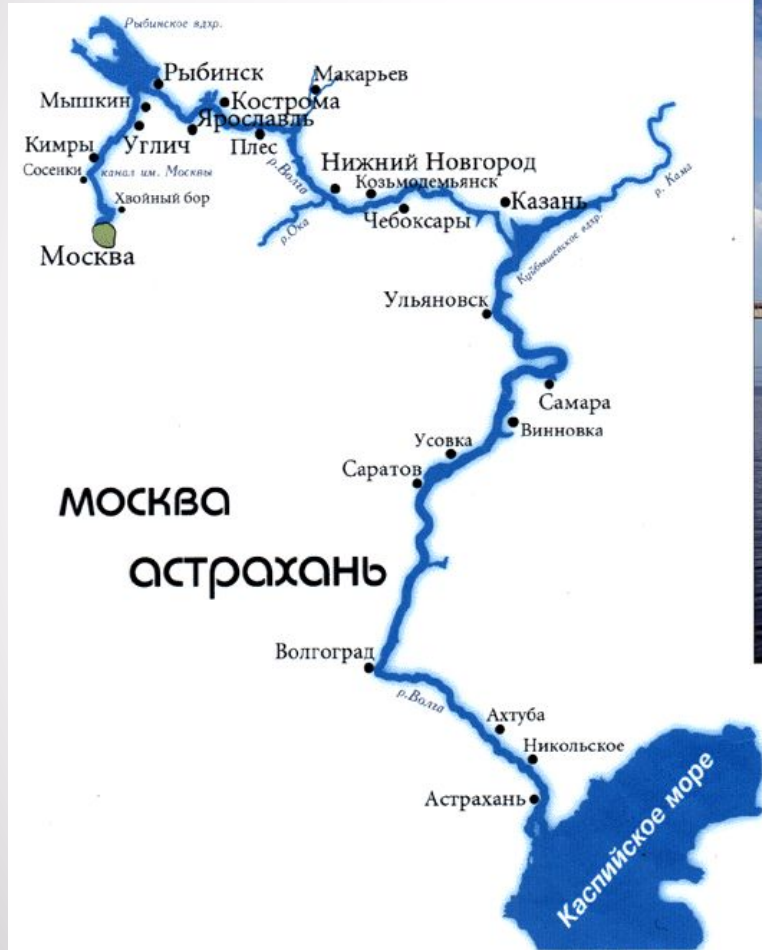 Рыбинское вдхр.
Рыбинск
Макарьев
Мышкин
Кострома
Ярославль
Кимры
Углич
Плес
Сосенки
канал им. Москвы
р.Волга
Нижний Новгород
Козьмодемьянск
р. Кама
Хвойный бор
Казань
Чебоксары
р.Ока
Москва
Куйбышевское вдхр.
Ульяновск
Самара
Винновка
Усовка
Саратов
москва
астрахань
Волгоград
р.Волга
Ахтуба
Никольское
Астрахань
Каспийское море